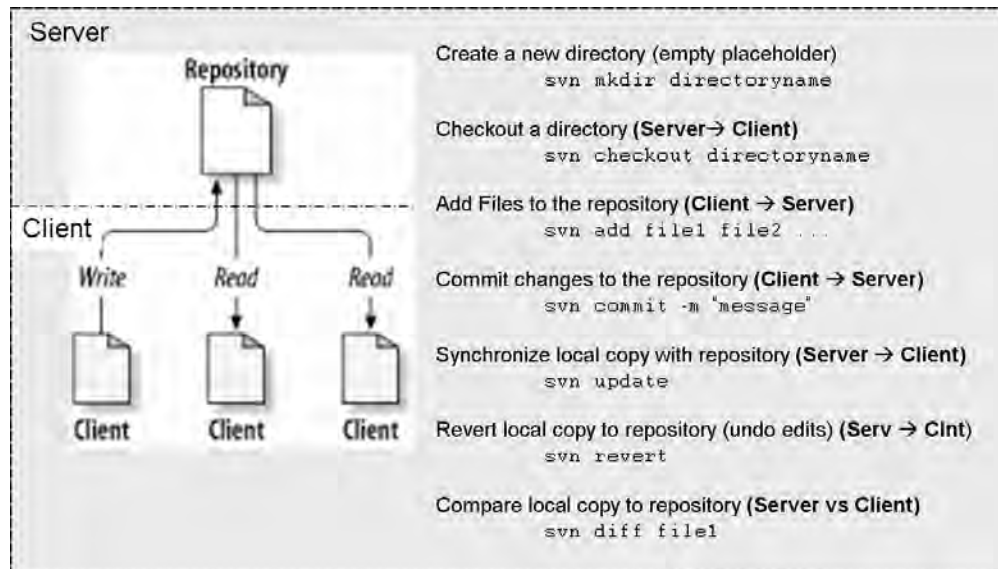 Server
Repository
Client
Write
Read
Read
Client
Client
Client
Create a new directory (empty placeholder)
svn mkdir directoryname
Checkout a directory (Server→ Client)
svn checkout directoryname
Add Files to the repository (Client → Server)
svn add file1 file2 ...
Commit changes to the repository (Client → Server)
svn commit -m "message"
Synchronize local copy with repository (Server → Client)
svn update
Revert local copy to repository (undo edits) (Serv → Clnt)
svn revert
Compare local copy to repository (Server vs Client)
svn diff file1